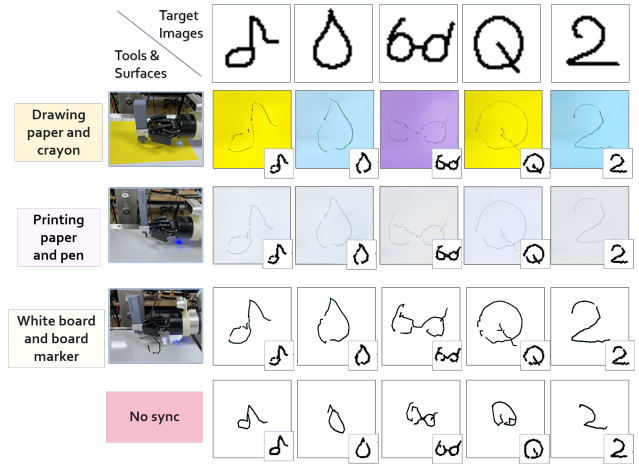 Target
Images
Tools &
Surfaces
Drawing
paper and
crayon
Printing
paper
and pen
White board
and board
marker
No sync